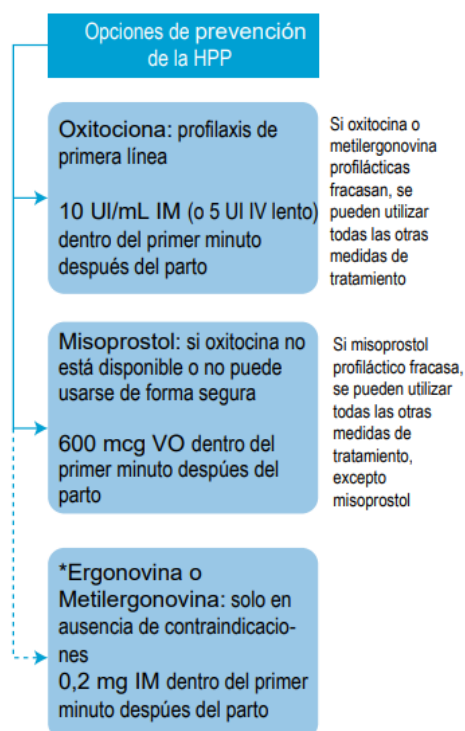 Opciones de prevención
de la HPP
Oxitociona: profilaxis de
primera línea
10 UI/mL IM (o 5 UI IV lento)
dentro del primer minuto
después del parto
Si oxitocina o
metilergonovina
profilácticas
fracasan, se
pueden utilizar
todas las otras
medidas de
tratamiento
Misoprostol: si oxitocina no
está disponible o no puede
usarse de forma segura
600 mcg VO dentro del
primer minuto despúes del
parto
Si misoprostol
profiláctico fracasa,
se pueden utilizar
todas las otras
medidas de
tratamiento,
excepto
misoprostol
*Ergonovina o
Metilergonovina: solo en
ausencia de contraindicacio-
nes
0,2 mg IM dentro del primer
minuto despúes del parto